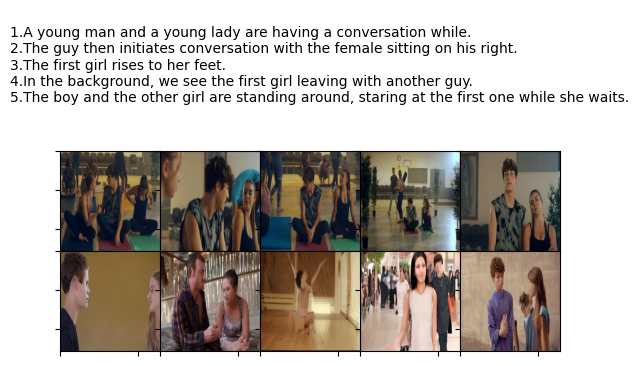 1.A young man and a young lady are having a conversation while.
2.The guy then initiates conversation with the female sitting on his right.
3.The first girl rises to her feet.
4.In the background, we see the first girl leaving with another guy.
5.The boy and the other girl are standing around, staring at the first one while she waits.